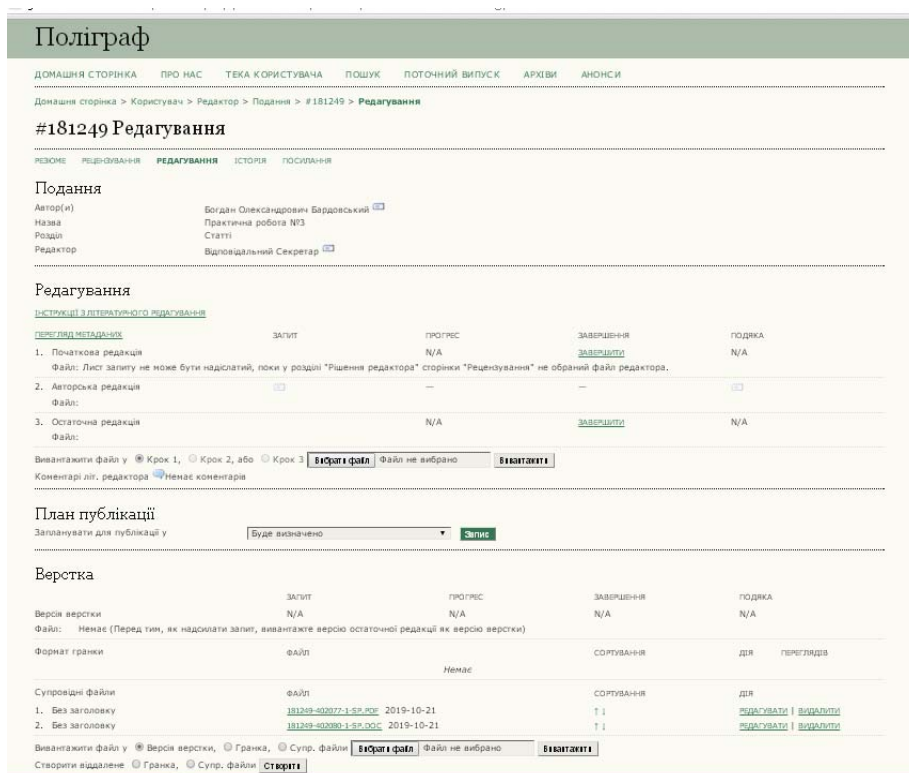 Поліграф
ДОМАШНЯ СТОРІНКА ПРО НАС ТЕКА КОРИСТУВАЧА ПОШУК ПОТОЧНИЙ ВИПУСК АРХІВИ АНОНСИ
Домашня сторінка > Користувач > Редактор > Подання > #181249 > Редагування
#181249 Редагування
РЕЗЮМЕ РЕЦЕНЗУВАННЯ РЕДАГУВАННЯ ІСТОРІЯ ПОСИЛАННЯ
Подання
Автор(и) Богдан Олександрович Бардовський
Назва Практична робота №3
Розділ Статті
Редактор Відповідальний Секретар
Редагування
ІНСТРУКЦІЇ З ЛІТЕРАТУРНОГО РЕДАГУВАННЯ
ПЕРЕГЛЯД МЕТАДАНИХ ЗАПИТ ПРОГРЕС ЗАВЕРШЕННЯ ПОДЯКА
1. Початкова редакція N/A ЗАВЕРШИТИ N/A
Файл: Лист запиту не може бути надіслатий, поки у розділі "Рішення редактора" сторінки "Рецензування" не обраний файл редактора.
2. Авторська редакція — —
Файл:
3. Остаточна редакція N/A ЗАВЕРШИТИ N/A
Файл:
Вивантажити файл у Крок 1, Крок 2, або Крок 3 Вибрати файл Файл не вибрано Вивантажити
Коментарі літ. редактора Немає коментарів
План публікації
Запланувати для публікації у Буде визначено Запис
Верстка
ЗАПИТ ПРОГРЕС ЗАВЕРШЕННЯ ПОДЯКА
Версія верстки N/A N/A N/A N/A
Файл: Немає (Перед тим, як надсилати запит, вивантажте версію остаточної редакції як версію верстки)
Формат гранки ФАЙЛ СОРТУВАННЯ ДІЯ ПЕРЕГЛЯДІВ
Немає
Супровідні файли ФАЙЛ СОРТУВАННЯ ДІЯ
1. Без заголовку 181249-402077-1-SP.PDF 2019-10-21 ↑ ↓ РЕДАГУВАТИ | ВИДАЛИТИ
2. Без заголовку 181249-402080-1-SP.DOC 2019-10-21 ↑ ↓ РЕДАГУВАТИ | ВИДАЛИТИ
Вивантажити файл у Версія верстки, Гранка, Супр. файли Вибрати файл Файл не вибрано Вивантажити
Створити віддалене Гранка, Супр. файли Створити